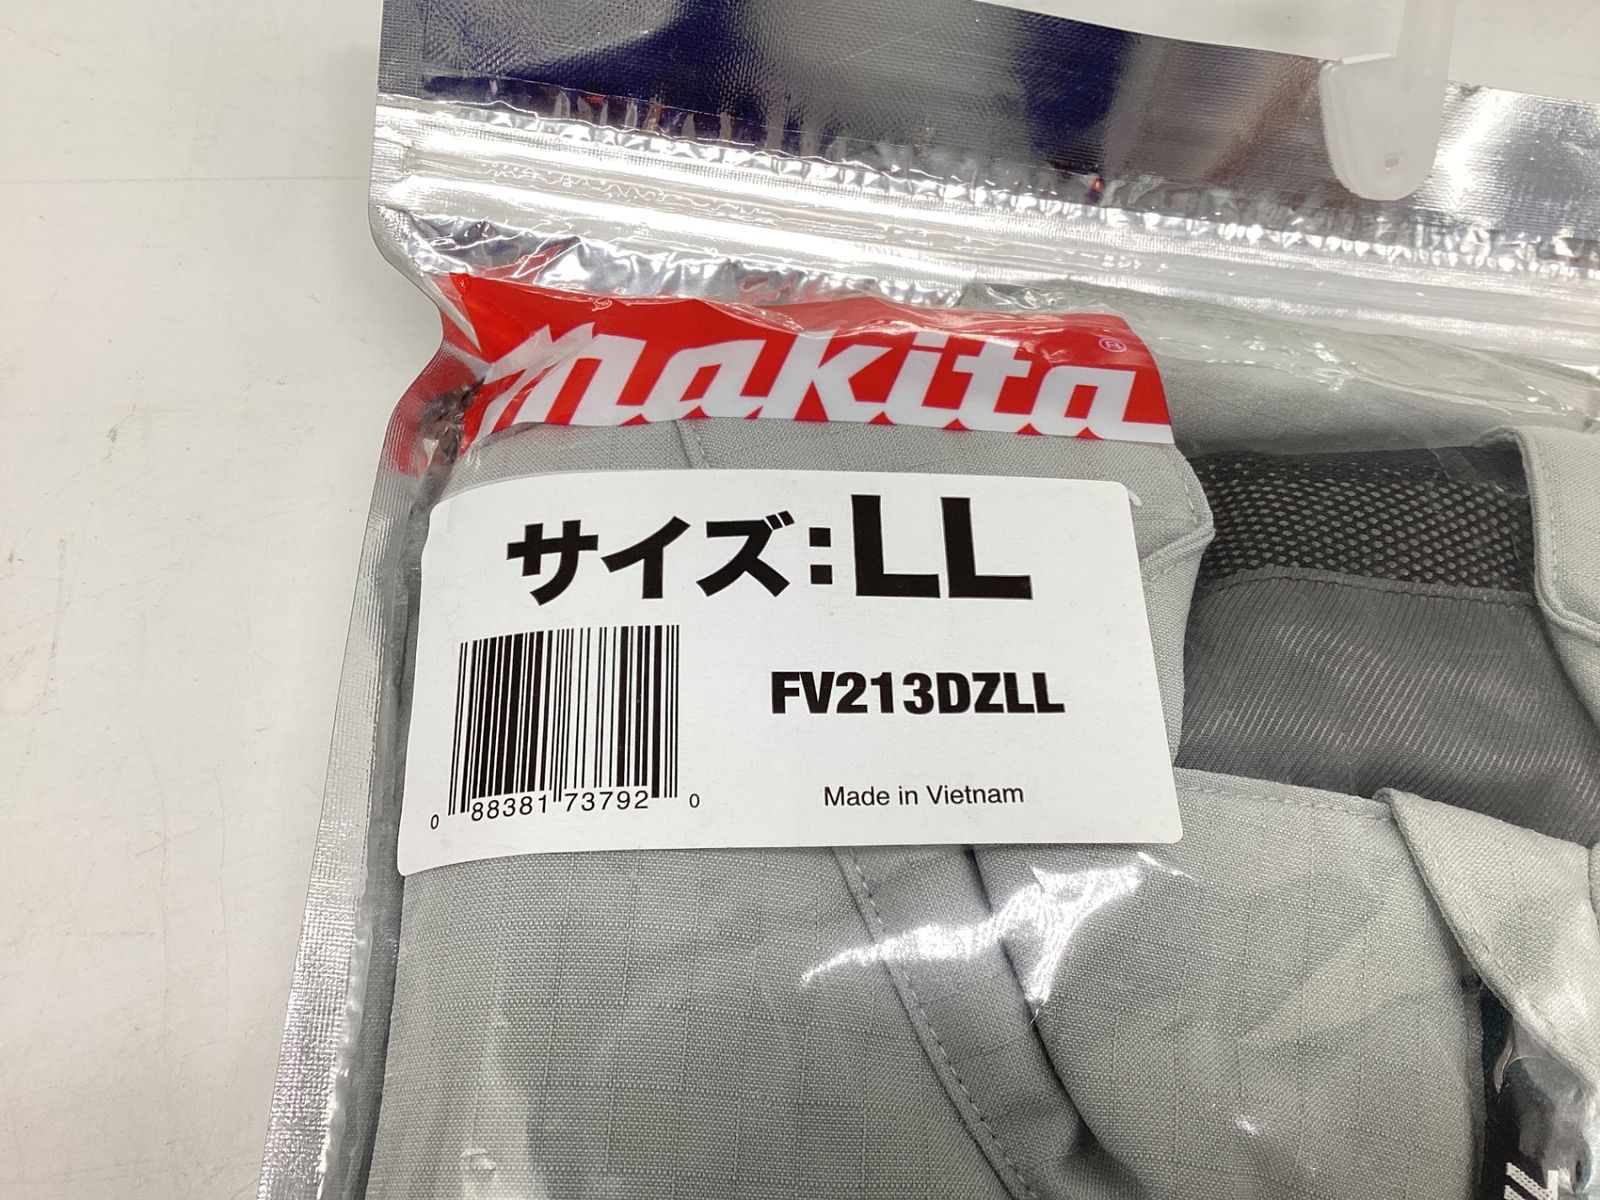 makita®
サイズ:LL
FV213DZLL
0 88381 73792 0
Made in Vietnam